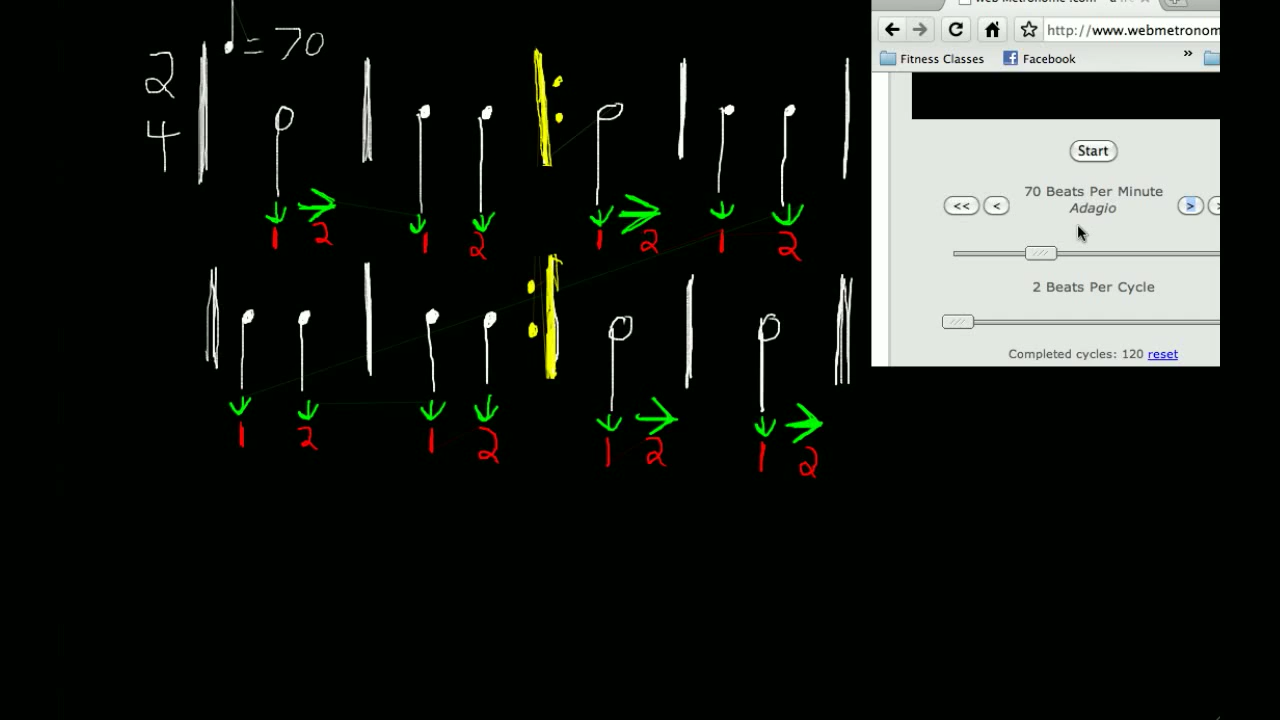 = 70
2
4
1 2 1 2 1 2 1 2
1 2 1 2 1 2 1 2
http://www.webmetronom
Fitness Classes Facebook »
Start
<< < 70 Beats Per Minute >
Adagio
2 Beats Per Cycle
Completed cycles: 120 reset